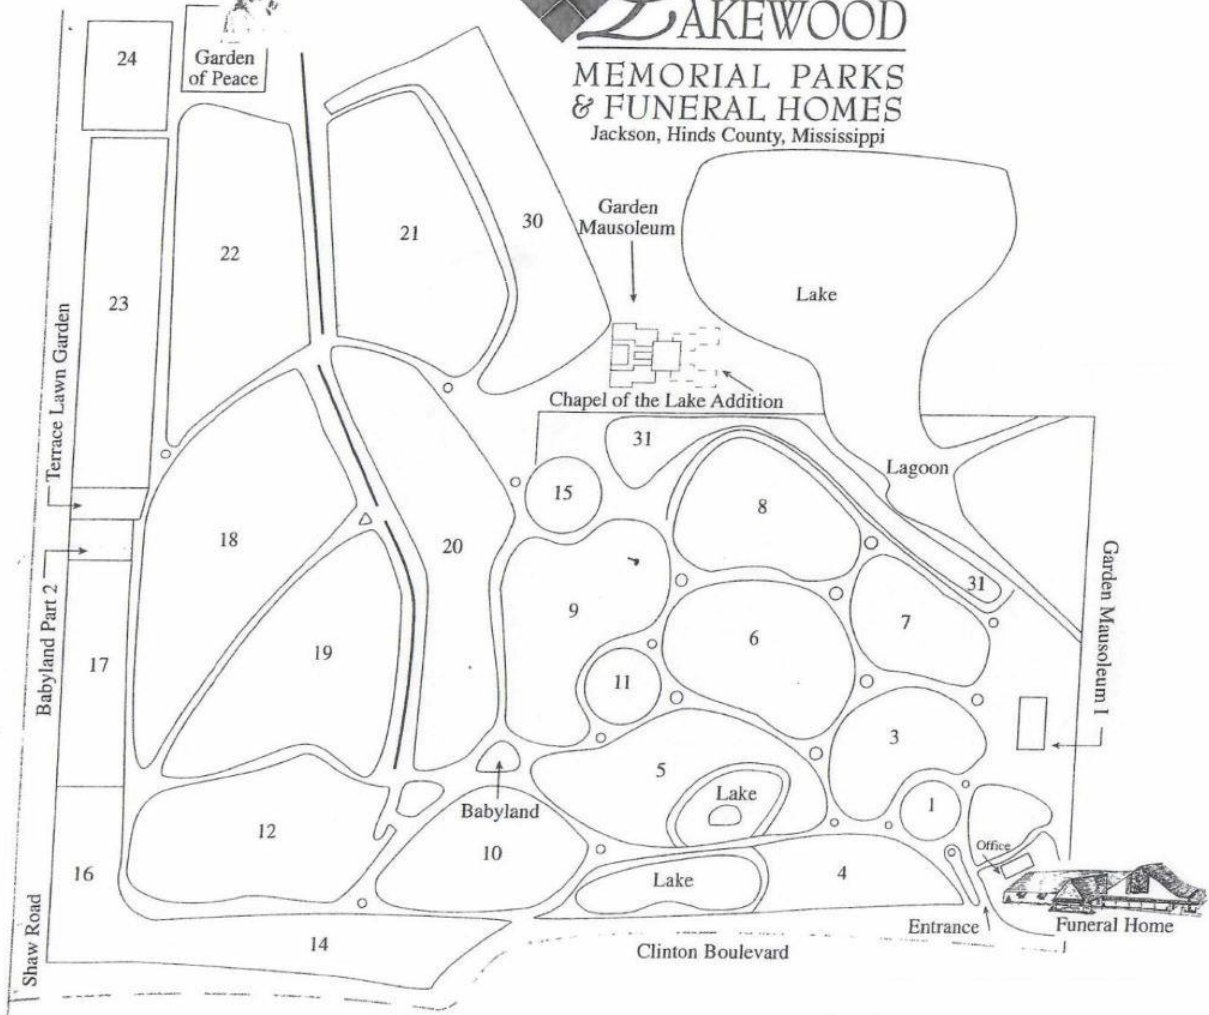 LAKEWOOD
MEMORIAL PARKS
& FUNERAL HOMES
Jackson, Hinds County, Mississippi
24
Garden
of Peace
22
21
30
23
Garden
Mausoleum
Lake
Terrace Lawn Garden
Chapel of the Lake Addition
31
Lagoon
15
8
18
20
31
Garden Mausoleum I
Babyland Part 2
9
7
6
17
19
11
3
5
Lake
1
Babyland
12
10
Office
16
Lake
4
Shaw Road
Entrance
Funeral Home
14
Clinton Boulevard